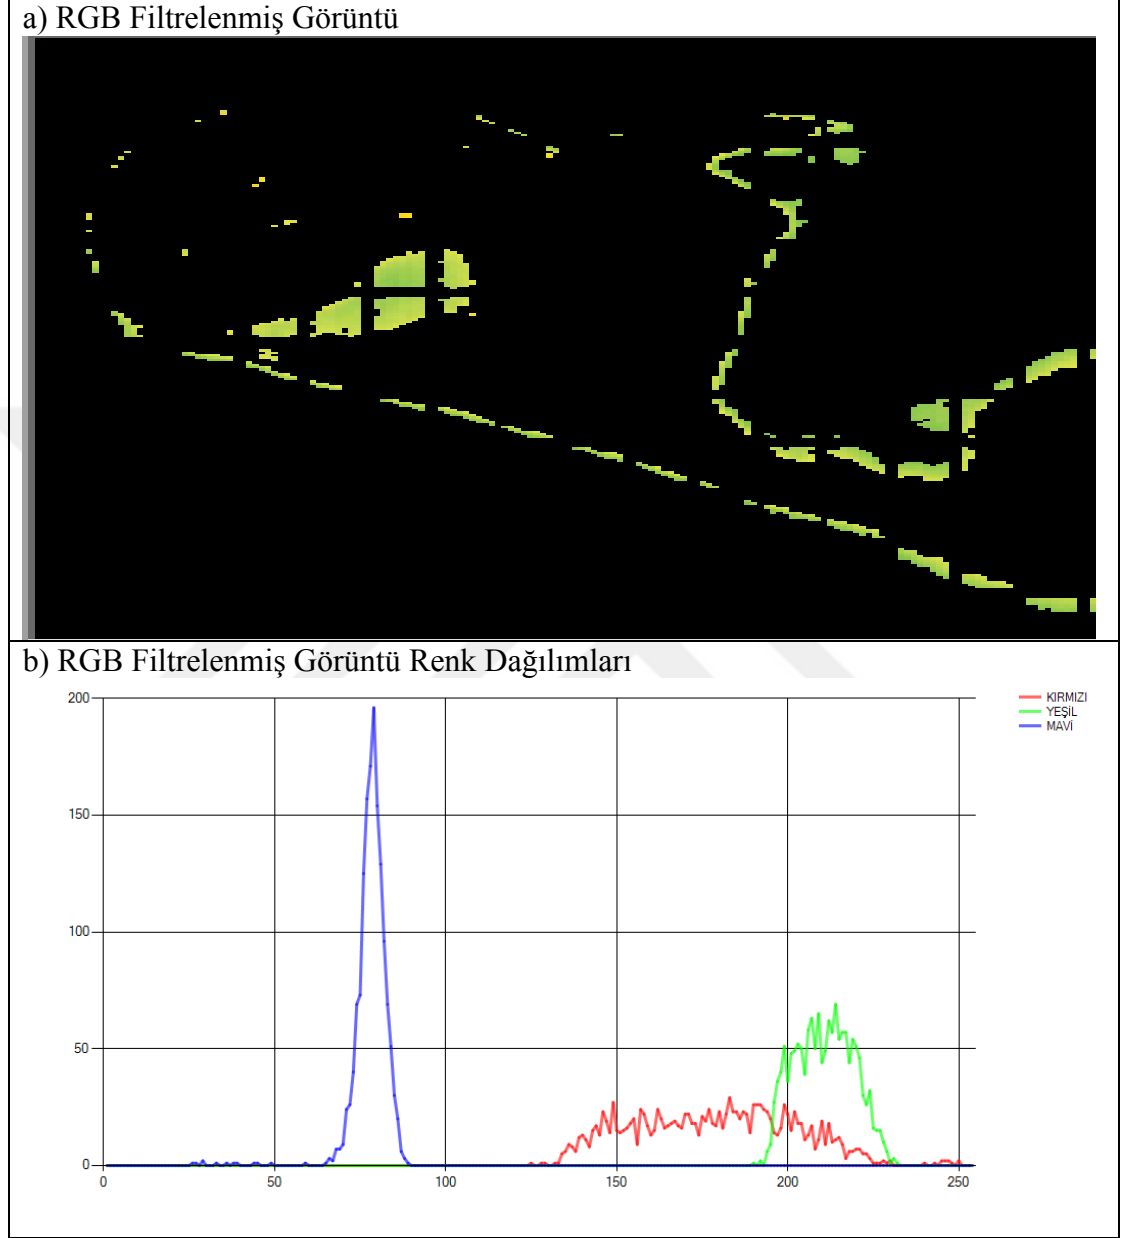 a) RGB Filtrelenmiş Görüntü
b) RGB Filtrelenmiş Görüntü Renk Dağılımları
200
150
100
50
0
0 50 100 150 200 250
KIRMIZI
YEŞİL
MAVİ